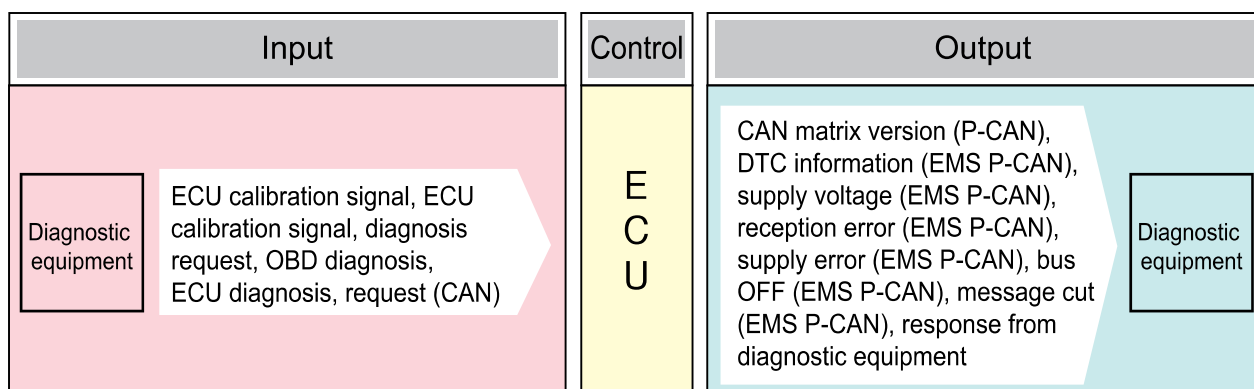 Input
Control
Output
Diagnostic
equipment
ECU calibration signal, ECU
calibration signal, diagnosis
request, OBD diagnosis,
ECU diagnosis, request (CAN)
E
C
U
CAN matrix version (P-CAN),
DTC information (EMS P-CAN),
supply voltage (EMS P-CAN),
reception error (EMS P-CAN),
supply error (EMS P-CAN), bus
OFF (EMS P-CAN), message cut
(EMS P-CAN), response from
diagnostic equipment
Diagnostic
equipment